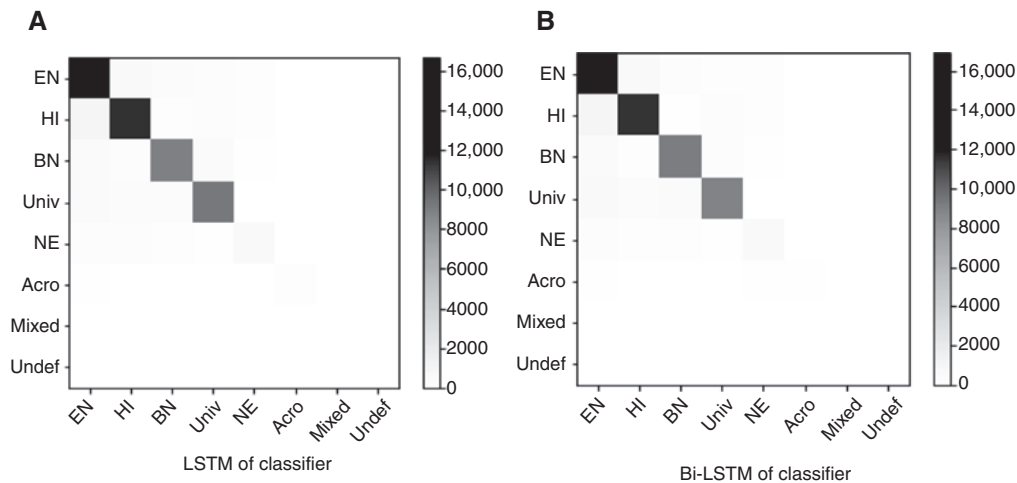 A
EN
HI
BN
Univ
NE
Acro
Mixed
Undef
EN
HI
BN
Univ
NE
Acro
Mixed
Undef
LSTM of classifier
16,000
14,000
12,000
10,000
8000
6000
4000
2000
0
B
EN
HI
BN
Univ
NE
Acro
Mixed
Undef
EN
HI
BN
Univ
NE
Acro
Mixed
Undef
Bi-LSTM of classifier
16,000
14,000
12,000
10,000
8000
6000
4000
2000
0